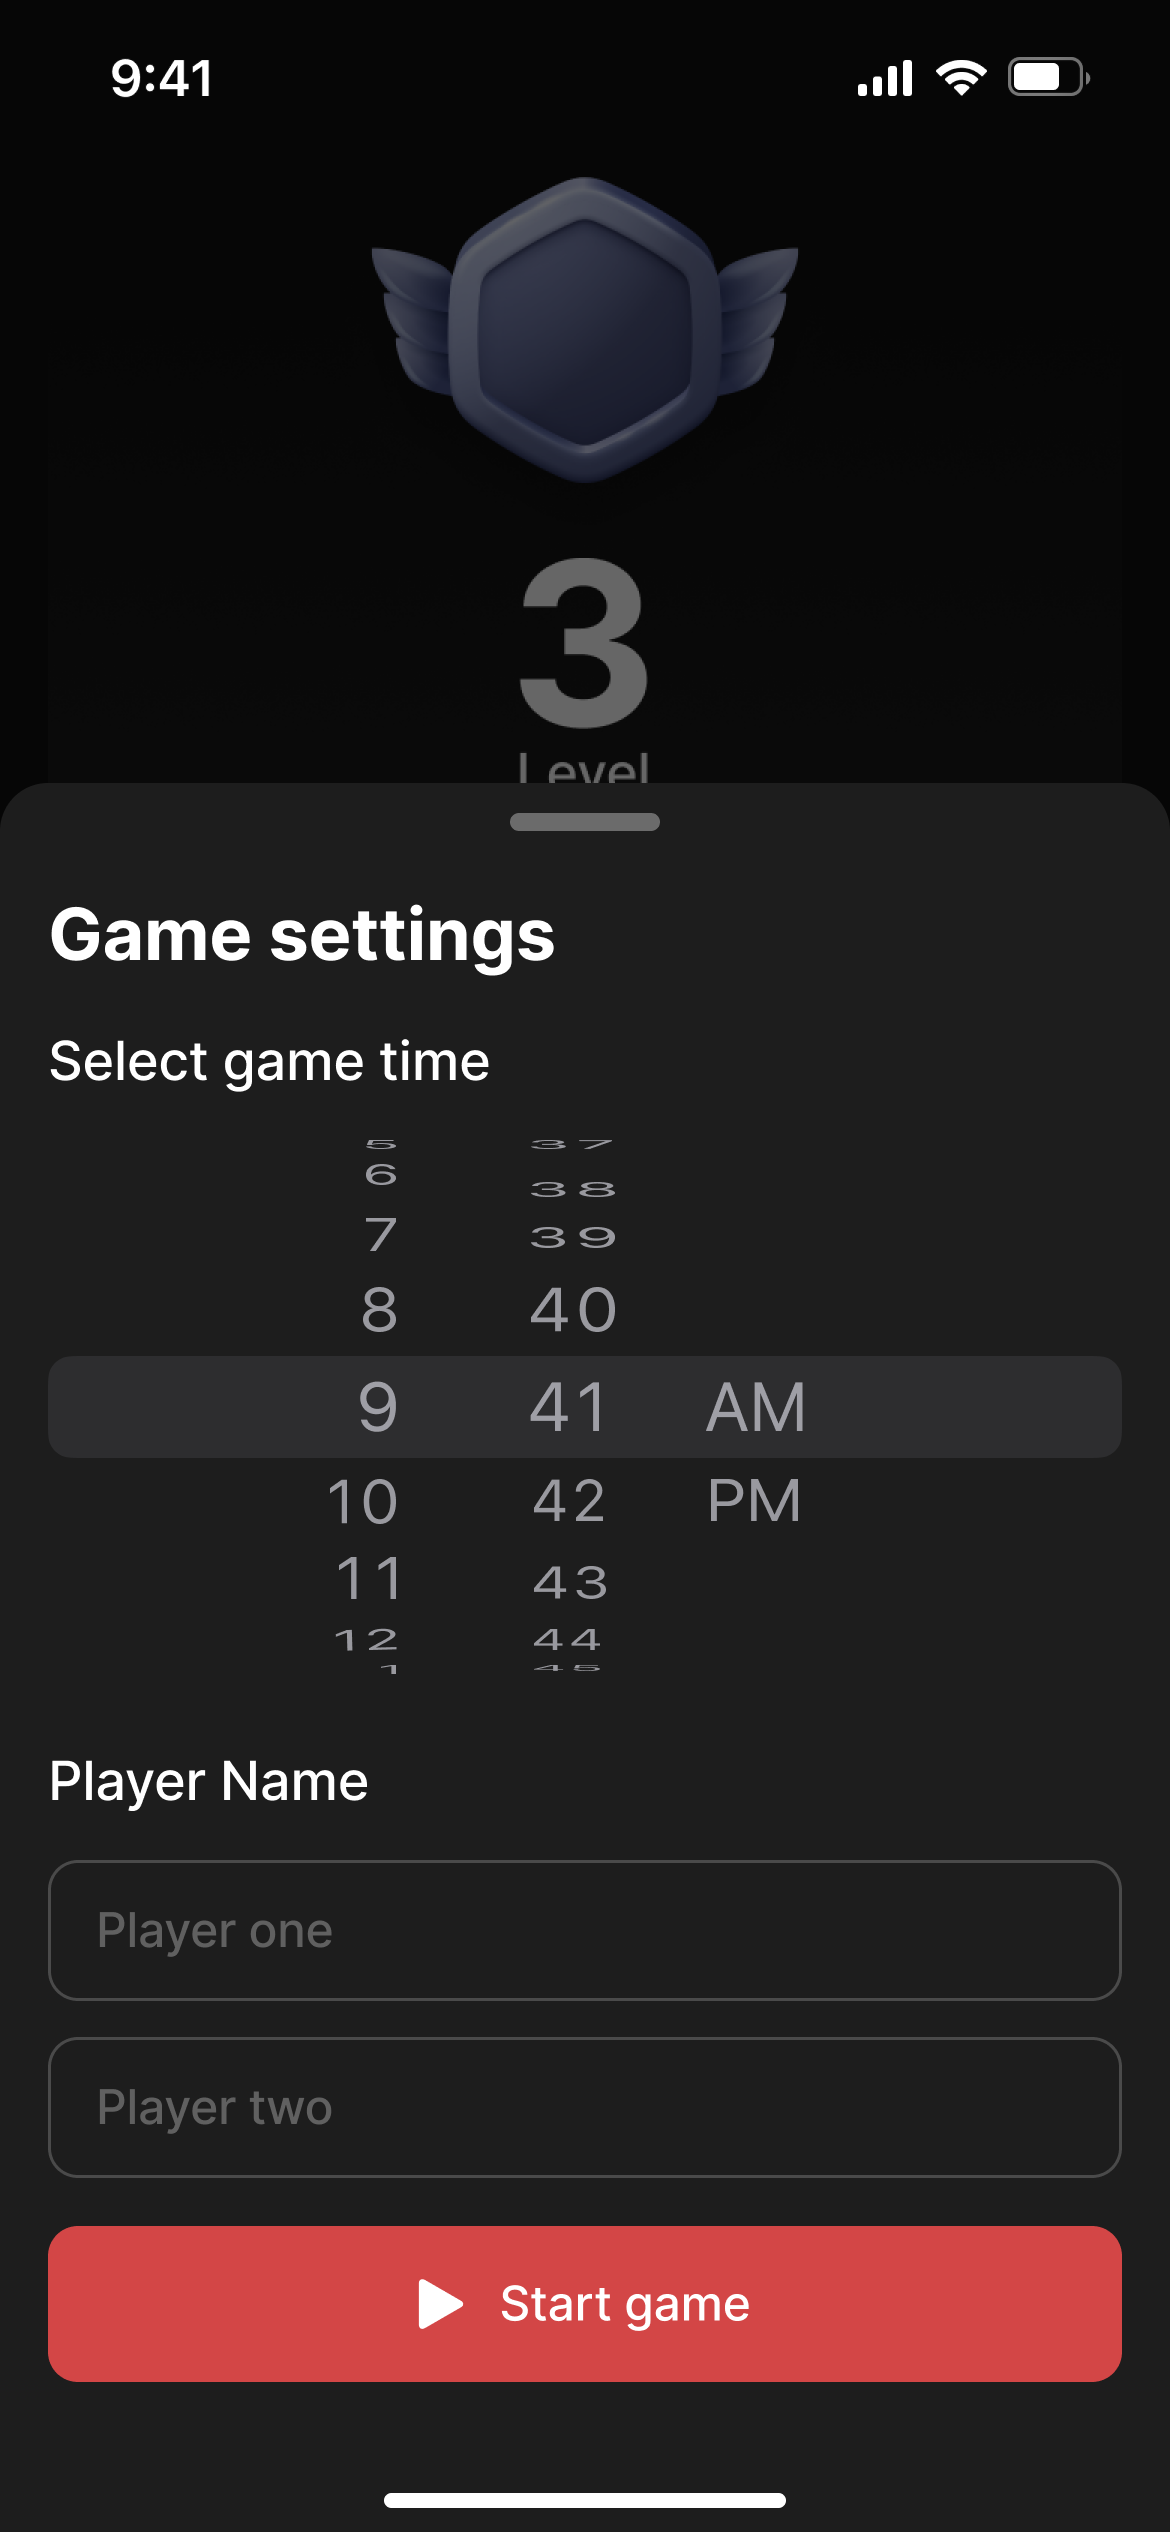 9:41
3
Level
Game settings
Select game time
5 37
6 38
7 39
8 40
9 41 AM
10 42 PM
11 43
12 44
1 45
Player Name
Player one
Player two
Start game